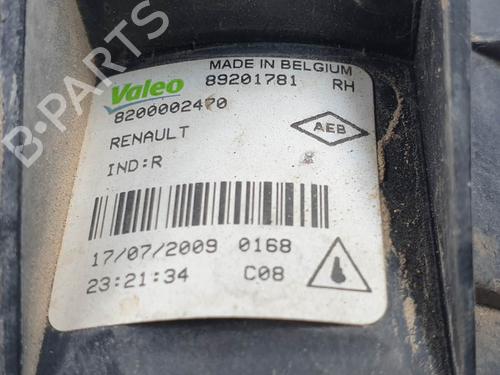 B-Parts
MADE IN BELGIUM
Valeo 89201781 RH
8200002470
RENAULT AEB
IND:R
17/07/2009 0168
23:21:34 C08